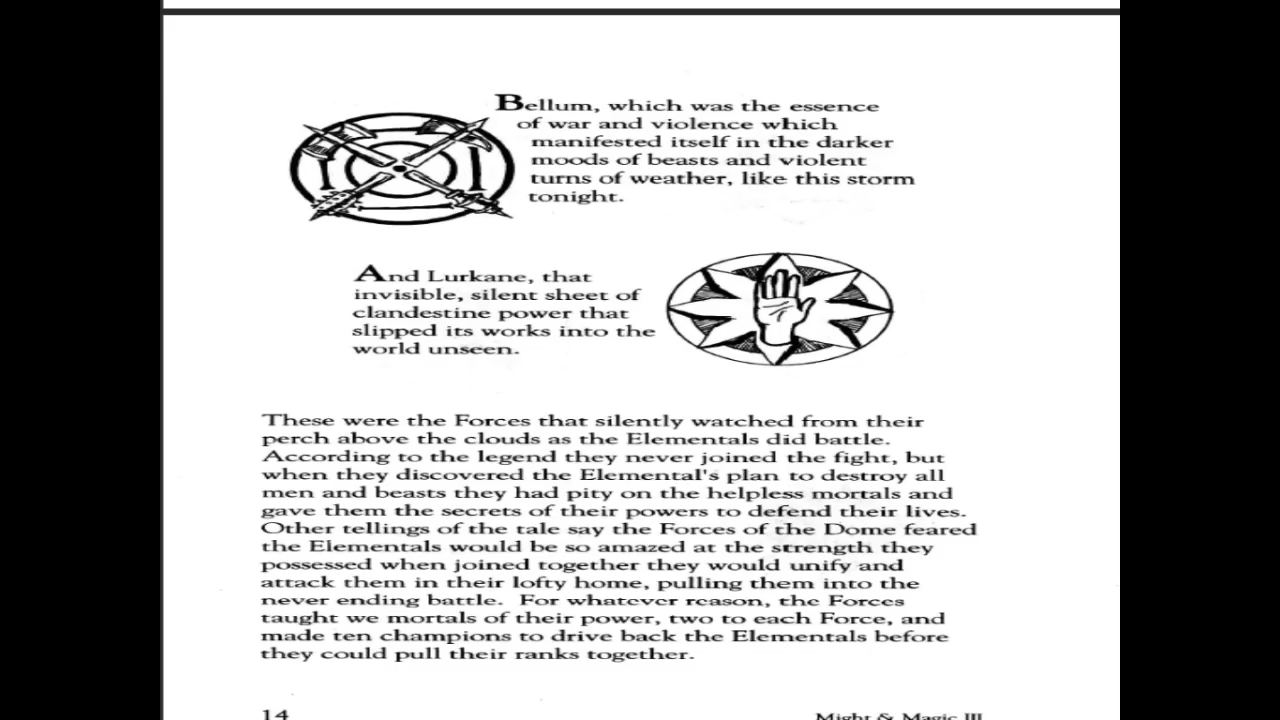 Bellum, which was the essence
of war and violence which
manifested itself in the darker
moods of beasts and violent
turns of weather, like this storm
tonight.
And Lurkane, that
invisible, silent sheet of
clandestine power that
slipped its works into the
world unseen.
These were the Forces that silently watched from their
perch above the clouds as the Elementals did battle.
According to the legend they never joined the fight, but
when they discovered the Elemental's plan to destroy all
men and beasts they had pity on the helpless mortals and
gave them the secrets of their powers to defend their lives.
Other tellings of the tale say the Forces of the Dome feared
the Elementals would be so amazed at the strength they
possessed when joined together they would unify and
attack them in their lofty home, pulling them into the
never ending battle. For whatever reason, the Forces
taught we mortals of their power, two to each Force, and
made ten champions to drive back the Elementals before
they could pull their ranks together.
14
Might & Magic III